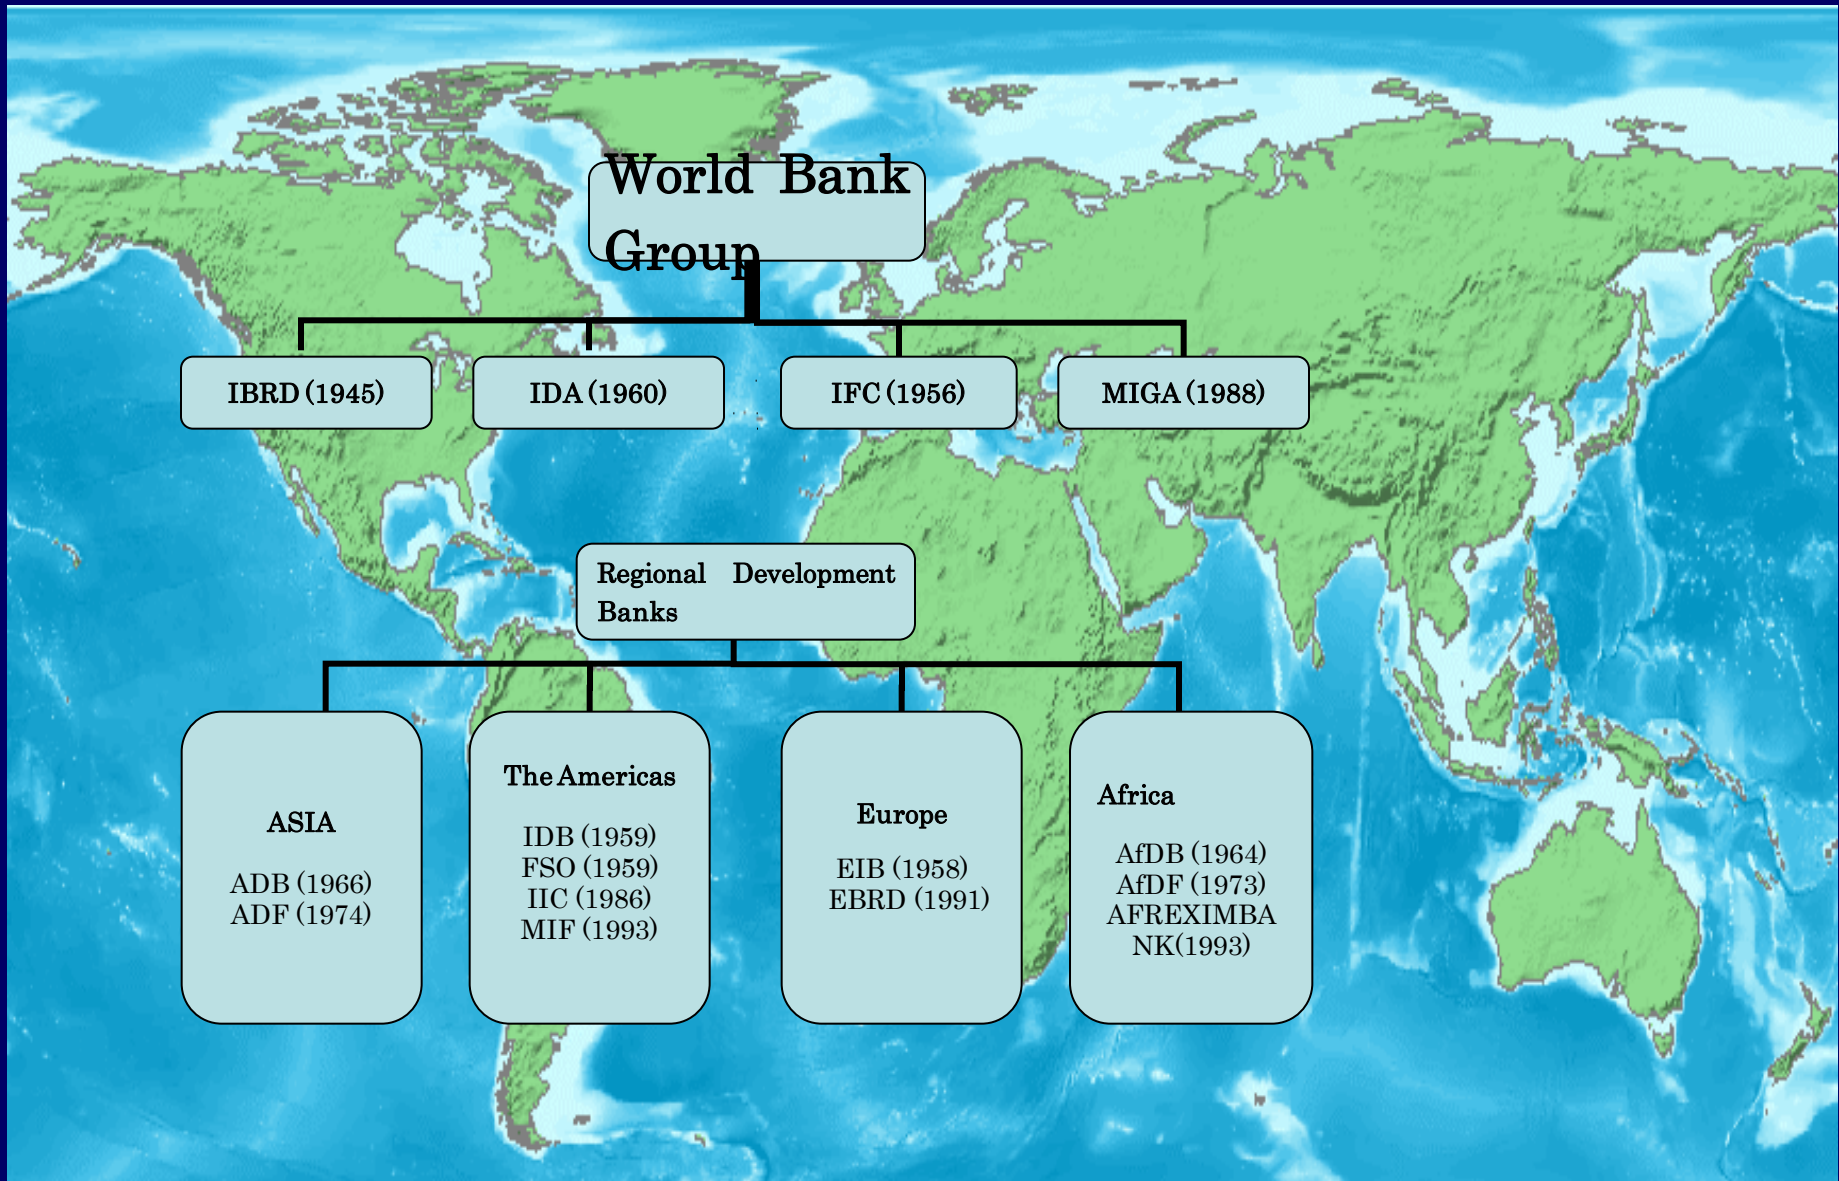 World Bank
Group
IBRD (1945)
IDA (1960)
IFC (1956)
MIGA (1988)
Regional Development
Banks
ASIA
ADB (1966)
ADF (1974)
The Americas
IDB (1959)
FSO (1959)
IIC (1986)
MIF (1993)
Europe
EIB (1958)
EBRD (1991)
Africa
AfDB (1964)
AfDF (1973)
AFREXIMBA
NK(1993)